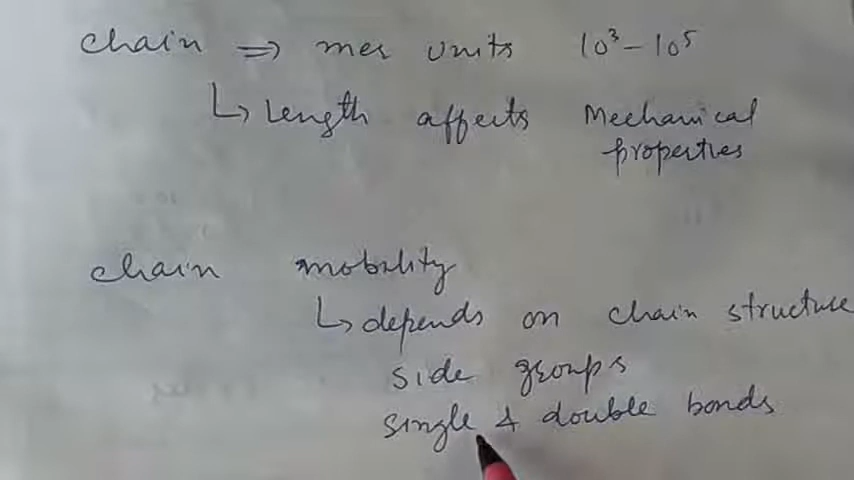 chain ⇒ mer units 10³ - 10⁵
↳ Length affects Mechanical
properties
chain mobility
↳ depends on chain structure
side groups
single & double bonds